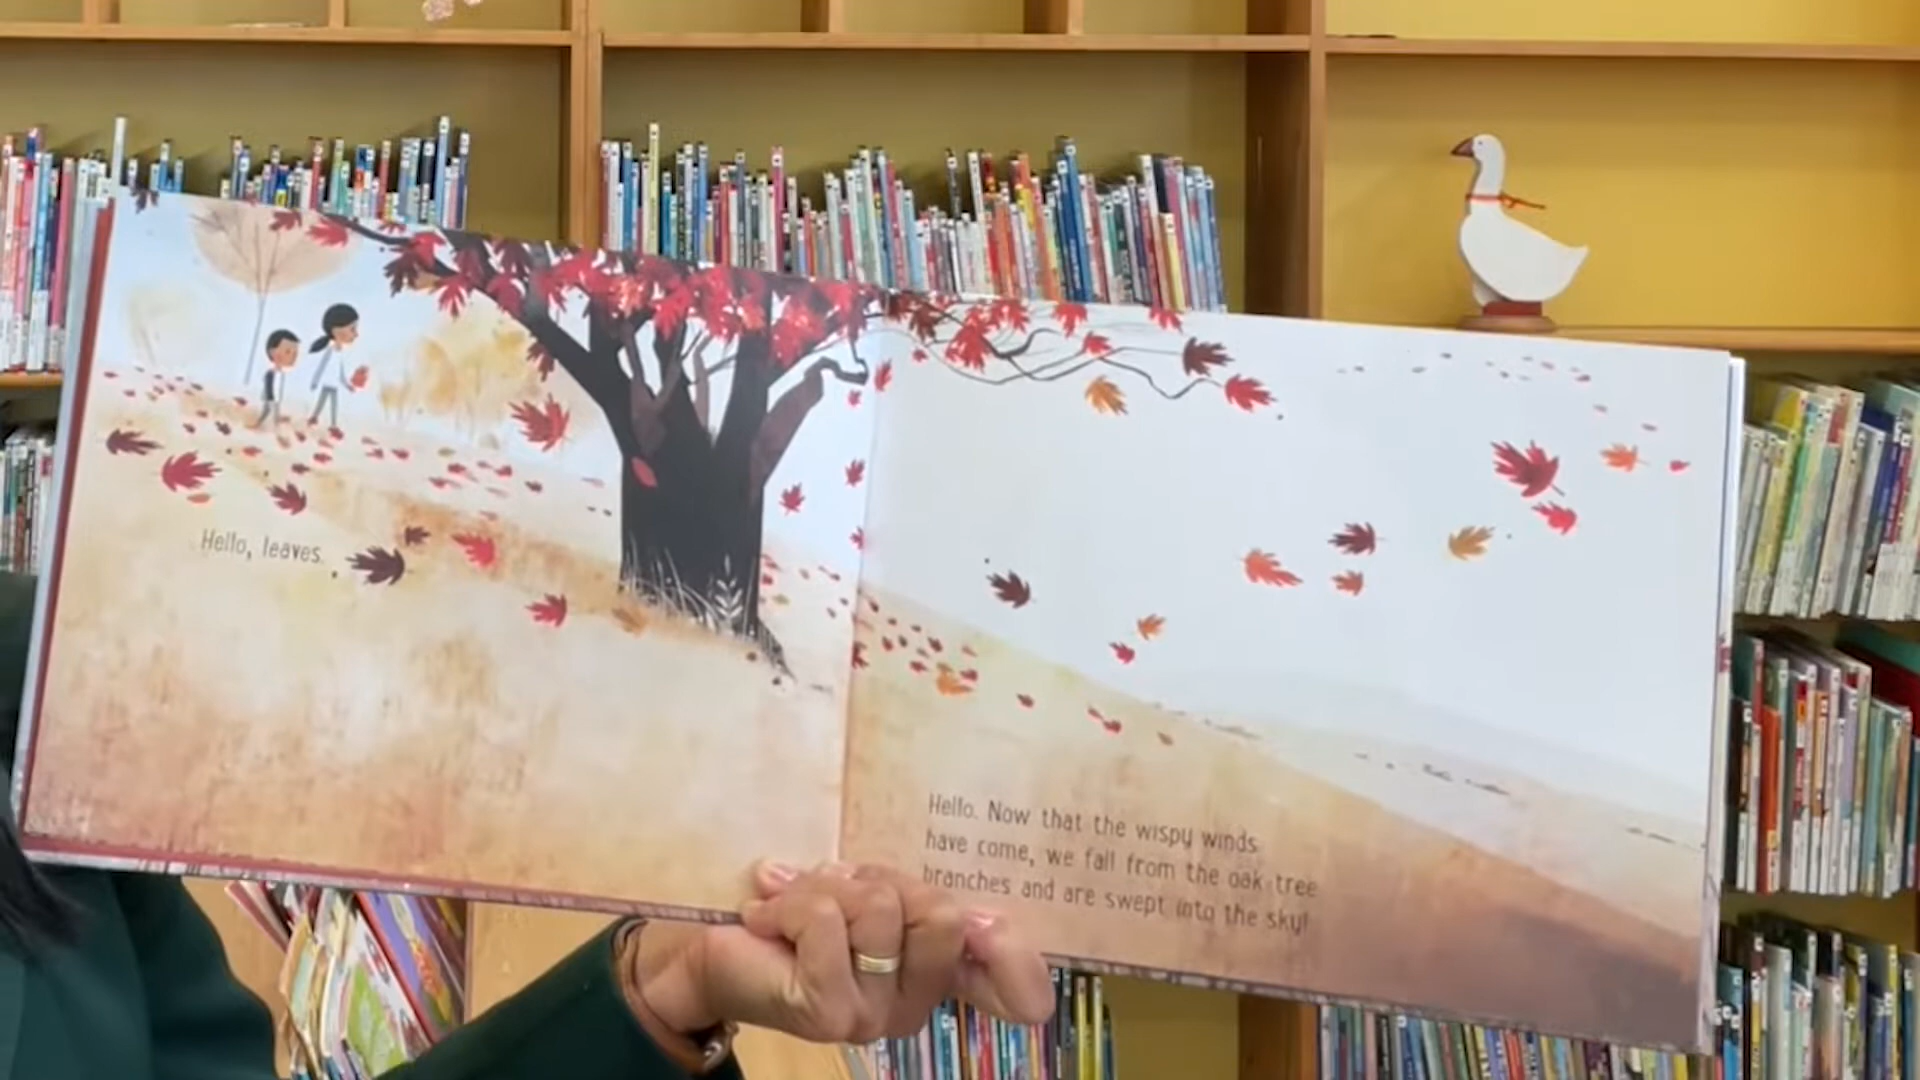 Hello, leaves.
Hello. Now that the wispy winds
have come, we fall from the oak tree
branches and are swept into the sky!